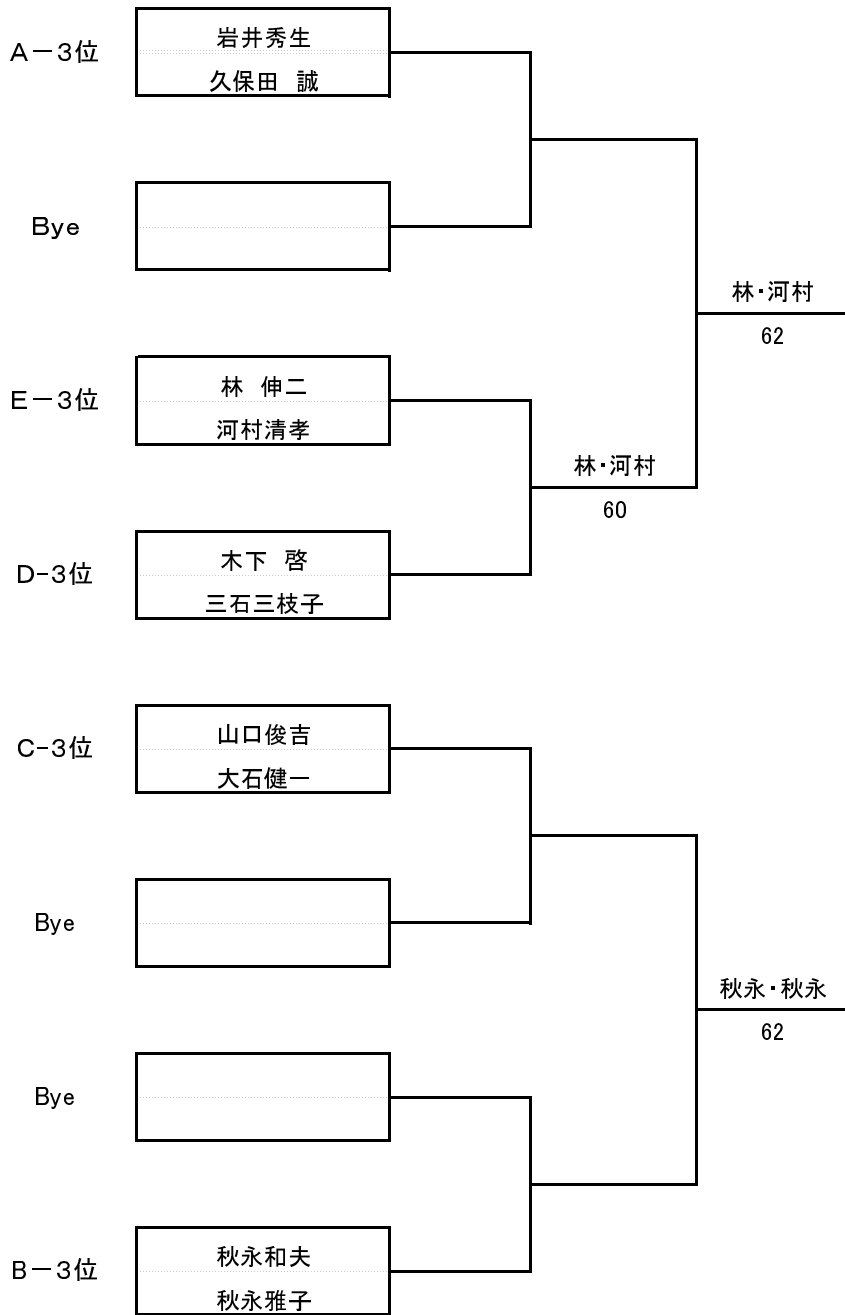 A－3位
岩井秀生
久保田　誠
Bye
林・河村
62
E－3位
林　伸二
河村清孝
林・河村
60
D-3位
木下　啓
三石三枝子
C-3位
山口俊吉
大石健一
Bye
秋永・秋永
62
Bye
B－3位
秋永和夫
秋永雅子